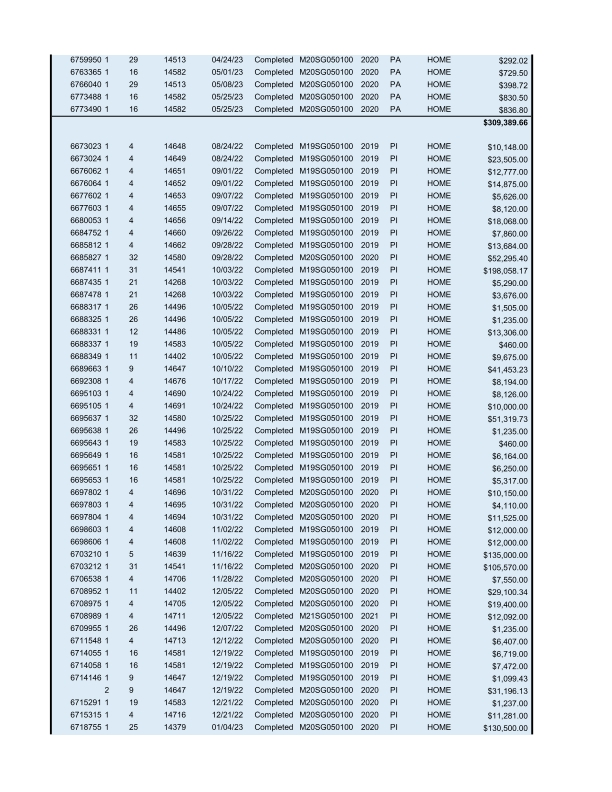 6759950 1 29 14513 04/24/23 Completed M20SG050100 2020 PA HOME $292.02
6763365 1 16 14582 05/01/23 Completed M20SG050100 2020 PA HOME $729.50
6766040 1 29 14513 05/08/23 Completed M20SG050100 2020 PA HOME $398.72
6773488 1 16 14582 05/25/23 Completed M20SG050100 2020 PA HOME $830.50
6773490 1 16 14582 05/25/23 Completed M20SG050100 2020 PA HOME $836.80
$309,389.66
6673023 1 4 14648 08/24/22 Completed M19SG050100 2019 PI HOME $10,148.00
6673024 1 4 14649 08/24/22 Completed M19SG050100 2019 PI HOME $23,505.00
6676062 1 4 14651 09/01/22 Completed M19SG050100 2019 PI HOME $12,777.00
6676064 1 4 14652 09/01/22 Completed M19SG050100 2019 PI HOME $14,875.00
6677602 1 4 14653 09/07/22 Completed M19SG050100 2019 PI HOME $5,626.00
6677603 1 4 14655 09/07/22 Completed M19SG050100 2019 PI HOME $8,120.00
6680053 1 4 14656 09/14/22 Completed M19SG050100 2019 PI HOME $18,068.00
6684752 1 4 14660 09/26/22 Completed M19SG050100 2019 PI HOME $7,860.00
6685812 1 4 14662 09/28/22 Completed M19SG050100 2019 PI HOME $13,684.00
6685827 1 32 14580 09/28/22 Completed M20SG050100 2020 PI HOME $52,295.40
6687411 1 31 14541 10/03/22 Completed M19SG050100 2019 PI HOME $198,058.17
6687435 1 21 14268 10/03/22 Completed M19SG050100 2019 PI HOME $5,290.00
6687478 1 21 14268 10/03/22 Completed M19SG050100 2019 PI HOME $3,676.00
6688317 1 26 14496 10/05/22 Completed M19SG050100 2019 PI HOME $1,505.00
6688325 1 26 14496 10/05/22 Completed M19SG050100 2019 PI HOME $1,235.00
6688331 1 12 14486 10/05/22 Completed M19SG050100 2019 PI HOME $13,306.00
6688337 1 19 14583 10/05/22 Completed M19SG050100 2019 PI HOME $460.00
6688349 1 11 14402 10/05/22 Completed M19SG050100 2019 PI HOME $9,675.00
6689663 1 9 14647 10/10/22 Completed M19SG050100 2019 PI HOME $41,453.23
6692308 1 4 14676 10/17/22 Completed M19SG050100 2019 PI HOME $8,194.00
6695103 1 4 14690 10/24/22 Completed M19SG050100 2019 PI HOME $8,126.00
6695105 1 4 14691 10/24/22 Completed M19SG050100 2019 PI HOME $10,000.00
6695637 1 32 14580 10/25/22 Completed M19SG050100 2019 PI HOME $51,319.73
6695638 1 26 14496 10/25/22 Completed M19SG050100 2019 PI HOME $1,235.00
6695643 1 19 14583 10/25/22 Completed M19SG050100 2019 PI HOME $460.00
6695649 1 16 14581 10/25/22 Completed M19SG050100 2019 PI HOME $6,164.00
6695651 1 16 14581 10/25/22 Completed M19SG050100 2019 PI HOME $6,250.00
6695653 1 16 14581 10/25/22 Completed M19SG050100 2019 PI HOME $5,317.00
6697802 1 4 14696 10/31/22 Completed M20SG050100 2020 PI HOME $10,150.00
6697803 1 4 14695 10/31/22 Completed M20SG050100 2020 PI HOME $4,110.00
6697804 1 4 14694 10/31/22 Completed M20SG050100 2020 PI HOME $11,525.00
6698603 1 4 14608 11/02/22 Completed M19SG050100 2019 PI HOME $12,000.00
6698606 1 4 14608 11/02/22 Completed M19SG050100 2019 PI HOME $12,000.00
6703210 1 5 14639 11/16/22 Completed M19SG050100 2019 PI HOME $135,000.00
6703212 1 31 14541 11/16/22 Completed M20SG050100 2020 PI HOME $105,570.00
6706538 1 4 14706 11/28/22 Completed M20SG050100 2020 PI HOME $7,550.00
6708952 1 11 14402 12/05/22 Completed M20SG050100 2020 PI HOME $29,100.34
6708975 1 4 14705 12/05/22 Completed M20SG050100 2020 PI HOME $19,400.00
6708989 1 4 14711 12/05/22 Completed M21SG050100 2021 PI HOME $12,092.00
6709955 1 26 14496 12/07/22 Completed M20SG050100 2020 PI HOME $1,235.00
6711548 1 4 14713 12/12/22 Completed M20SG050100 2020 PI HOME $6,407.00
6714055 1 16 14581 12/19/22 Completed M19SG050100 2019 PI HOME $6,719.00
6714058 1 16 14581 12/19/22 Completed M19SG050100 2019 PI HOME $7,472.00
6714146 1 9 14647 12/19/22 Completed M19SG050100 2019 PI HOME $1,099.43
2 9 14647 12/19/22 Completed M20SG050100 2020 PI HOME $31,196.13
6715291 1 19 14583 12/21/22 Completed M20SG050100 2020 PI HOME $1,237.00
6715315 1 4 14716 12/21/22 Completed M20SG050100 2020 PI HOME $11,281.00
6718755 1 25 14379 01/04/23 Completed M20SG050100 2020 PI HOME $130,500.00